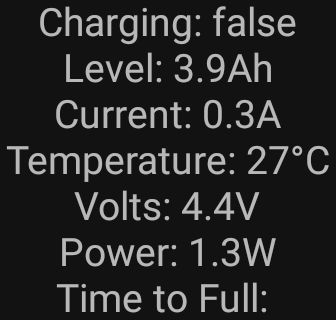 Charging: false
Level: 3.9Ah
Current: 0.3A
Temperature: 27°C
Volts: 4.4V
Power: 1.3W
Time to Full: